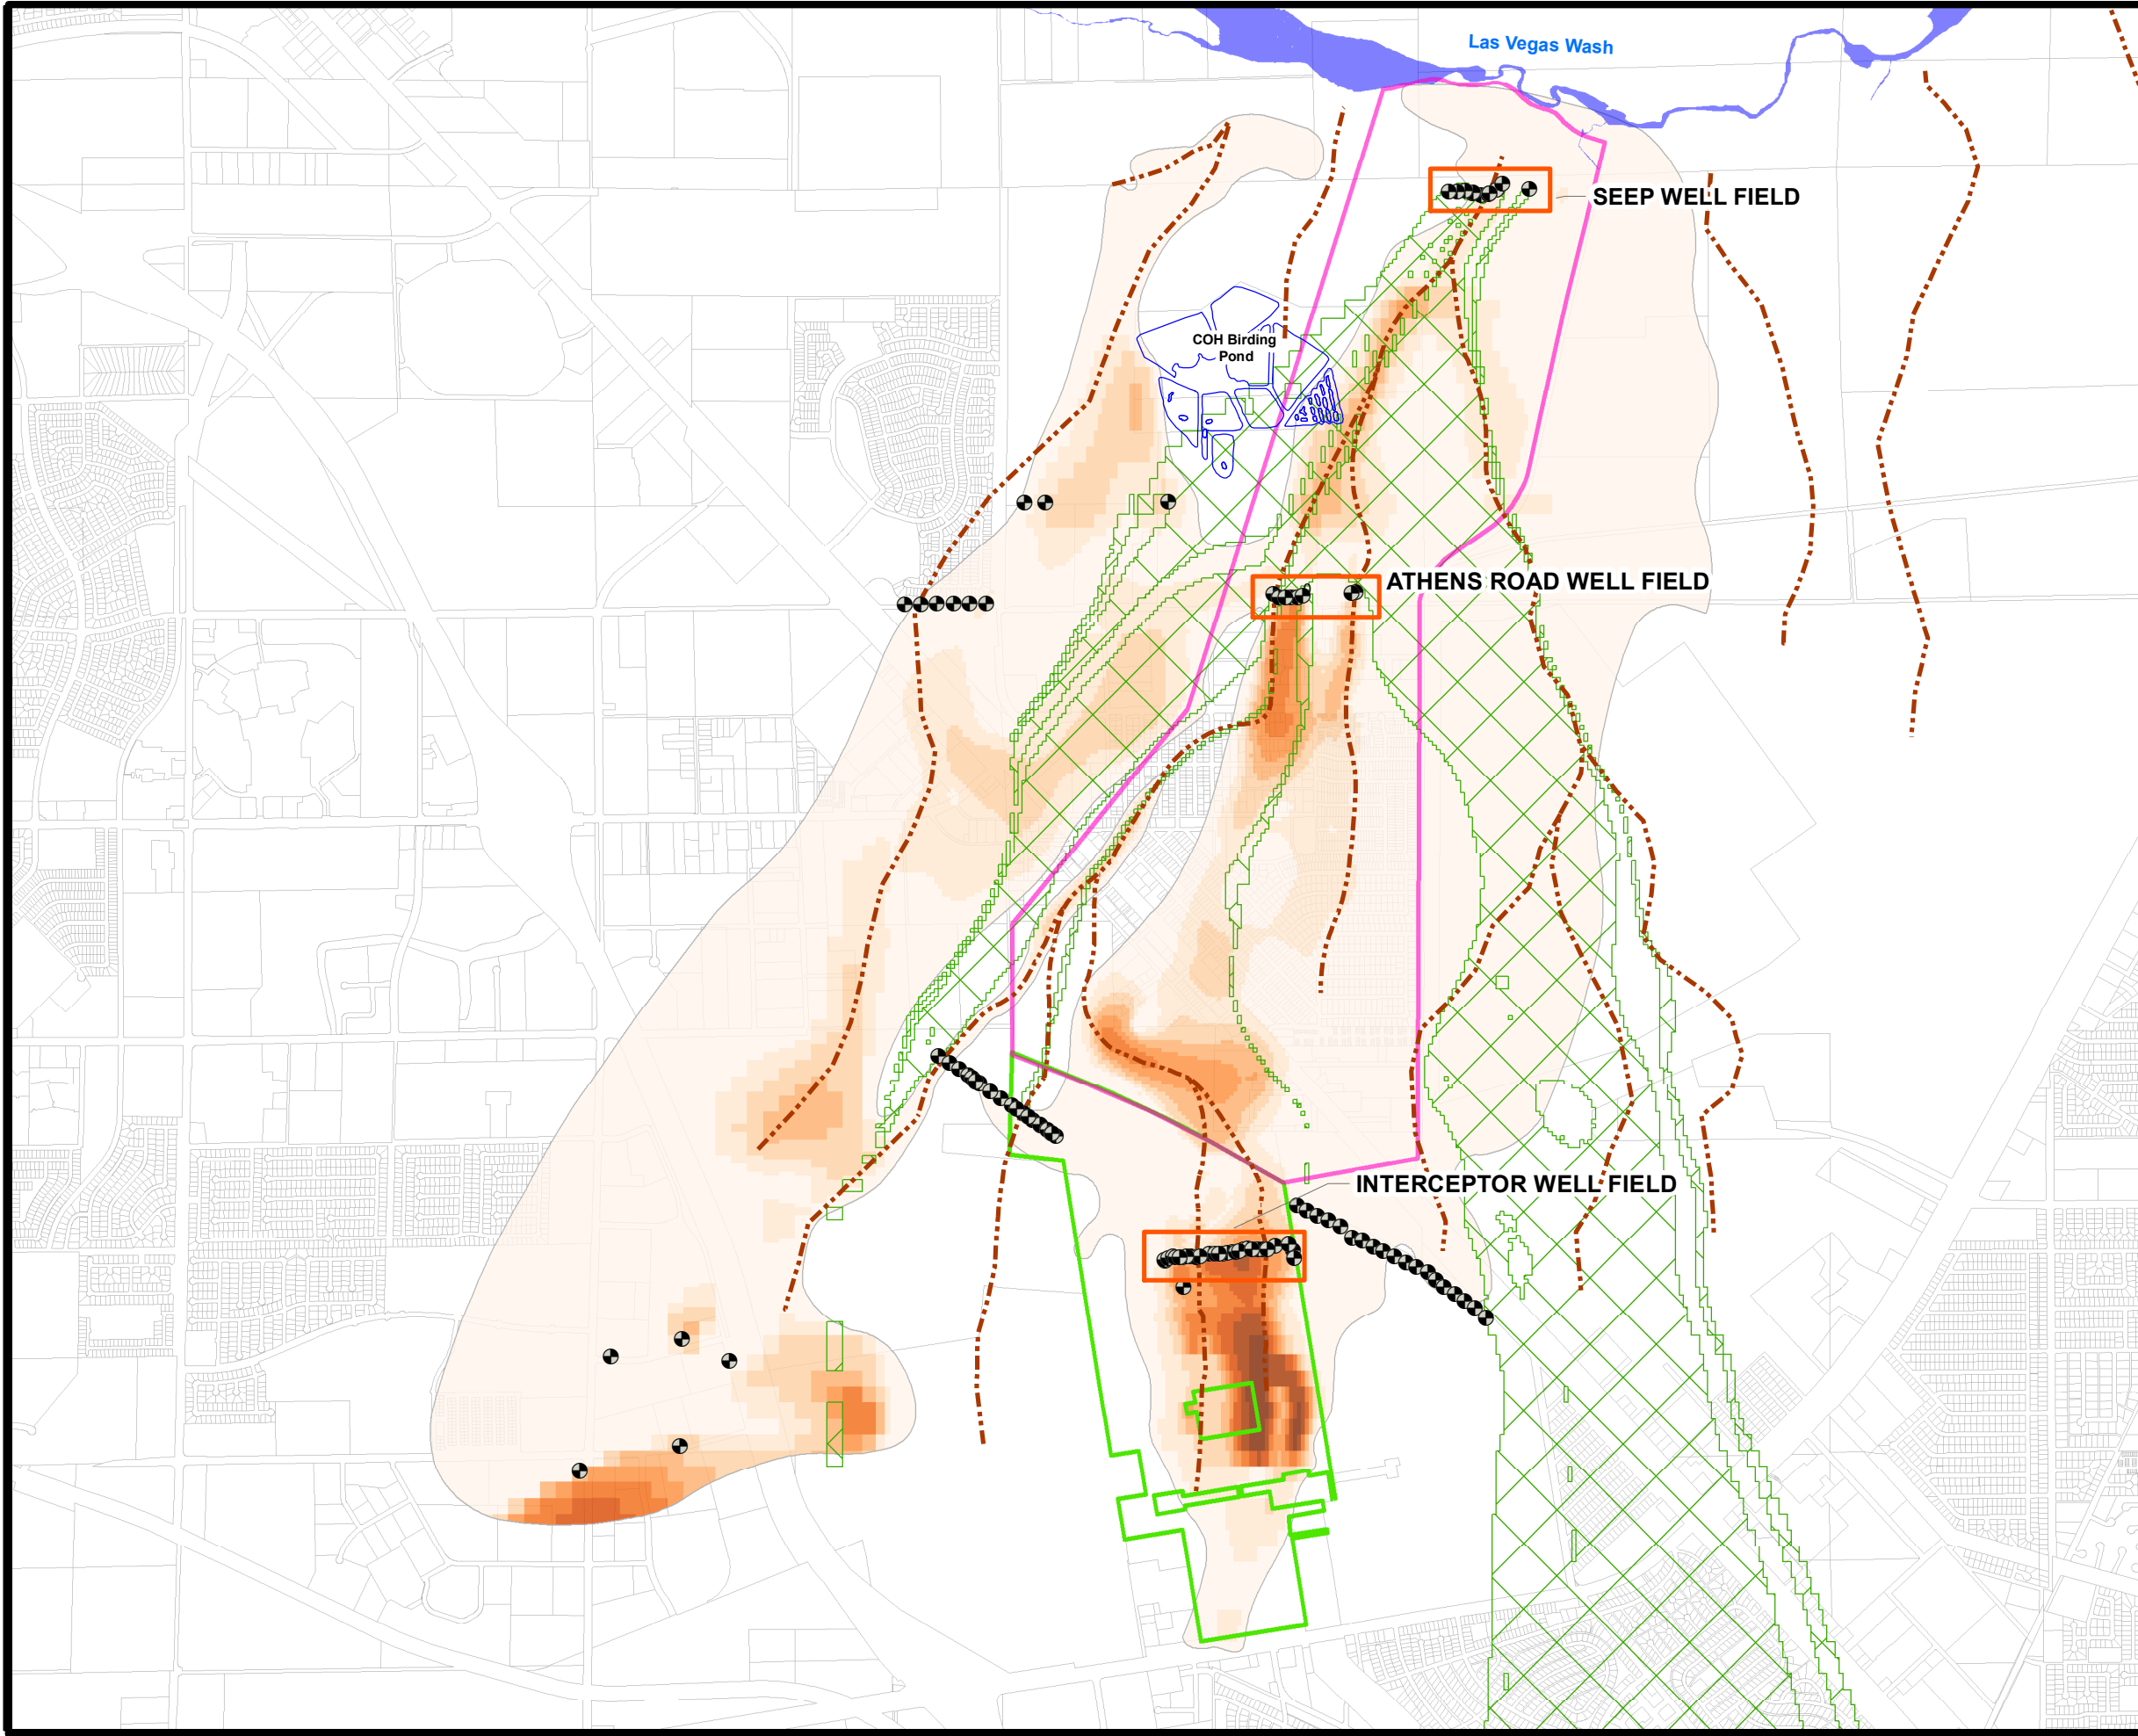 Las Vegas Wash
SEEP WELL FIELD
COH Birding
Pond
ATHENS ROAD WELL FIELD
INTERCEPTOR WELL FIELD